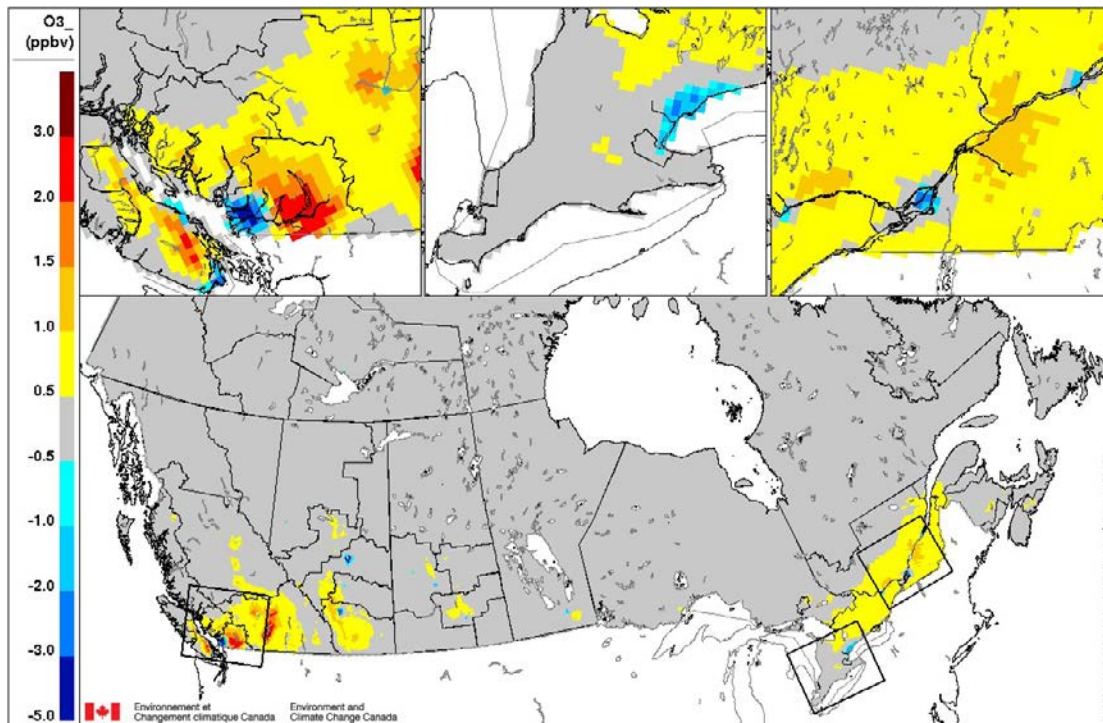 O3_
(ppbv)
3.0
2.0
1.5
1.0
0.5
-0.5
-1.0
-2.0
-3.0
-5.0
Environnement et
Changement climatique Canada
Environment and
Climate Change Canada